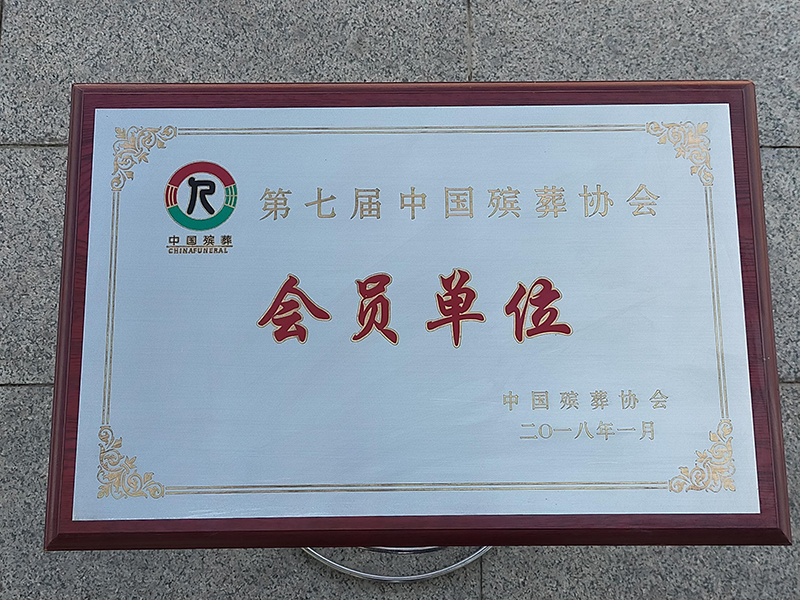 第七届中国殡葬协会
中国殡葬
CHINAFUNERAL
会员单位
中国殡葬协会
二〇一八年一月